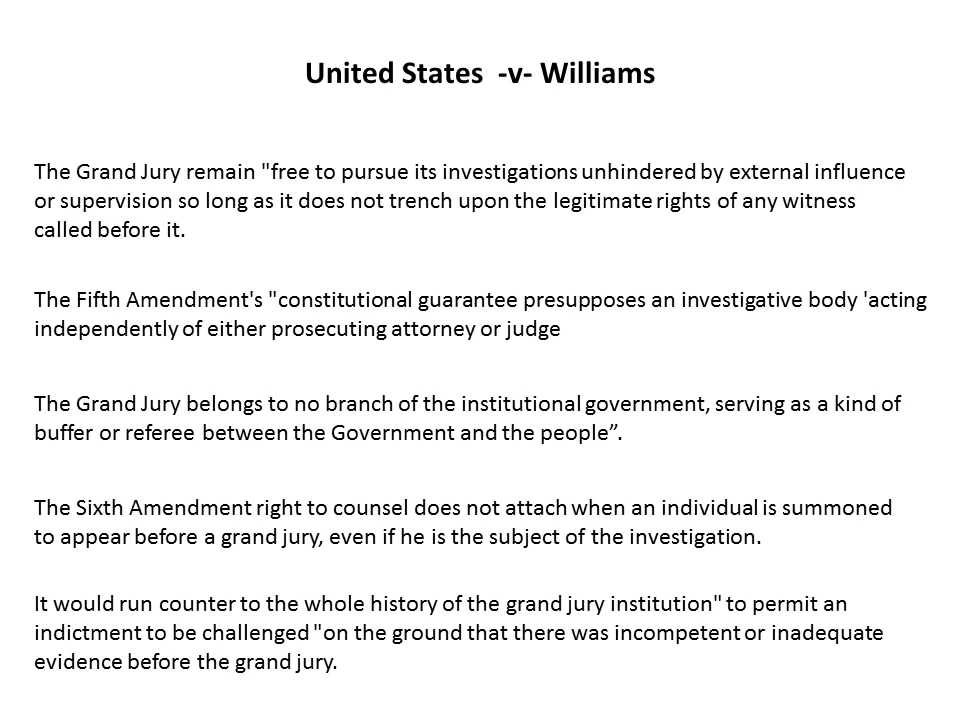 United States  -v- Williams
The Grand Jury remain "free to pursue its investigations unhindered by external influence
or supervision so long as it does not trench upon the legitimate rights of any witness
called before it.
The Fifth Amendment's "constitutional guarantee presupposes an investigative body 'acting
independently of either prosecuting attorney or judge
The Grand Jury belongs to no branch of the institutional government, serving as a kind of
buffer or referee between the Government and the people”.
The Sixth Amendment right to counsel does not attach when an individual is summoned
to appear before a grand jury, even if he is the subject of the investigation.
It would run counter to the whole history of the grand jury institution" to permit an
indictment to be challenged "on the ground that there was incompetent or inadequate
evidence before the grand jury.